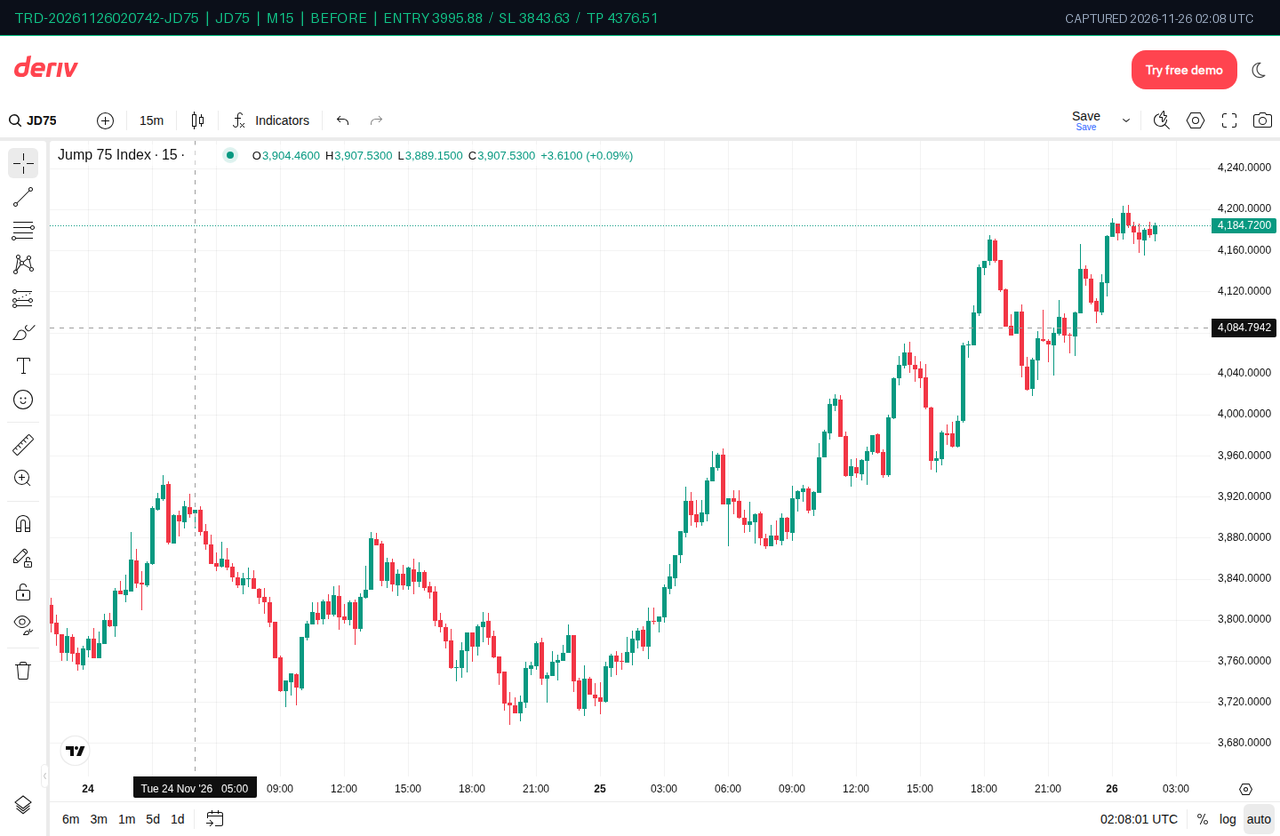 TRD-20261126020742-JD75 | JD75 | M15 | BEFORE | ENTRY 3995.88 / SL 3843.63 / TP 4376.51
CAPTURED 2026-11-26 02:08 UTC
deriv
Try free demo
JD75
15m
Indicators
Save
Save
Jump 75 Index · 15 ·
O3,904.4600 H3,907.5300 L3,889.1500 C3,907.5300 +3.6100 (+0.09%)
4,240.0000
4,200.0000
4,184.7200
4,160.0000
4,120.0000
4,084.7942
4,040.0000
4,000.0000
3,960.0000
3,920.0000
3,880.0000
3,840.0000
3,800.0000
3,760.0000
3,720.0000
3,680.0000
24
Tue 24 Nov '26 05:00
09:00
12:00
15:00
18:00
21:00
25
03:00
06:00
09:00
12:00
15:00
18:00
21:00
26
03:00
6m 3m 1m 5d 1d
02:08:01 UTC
% log auto